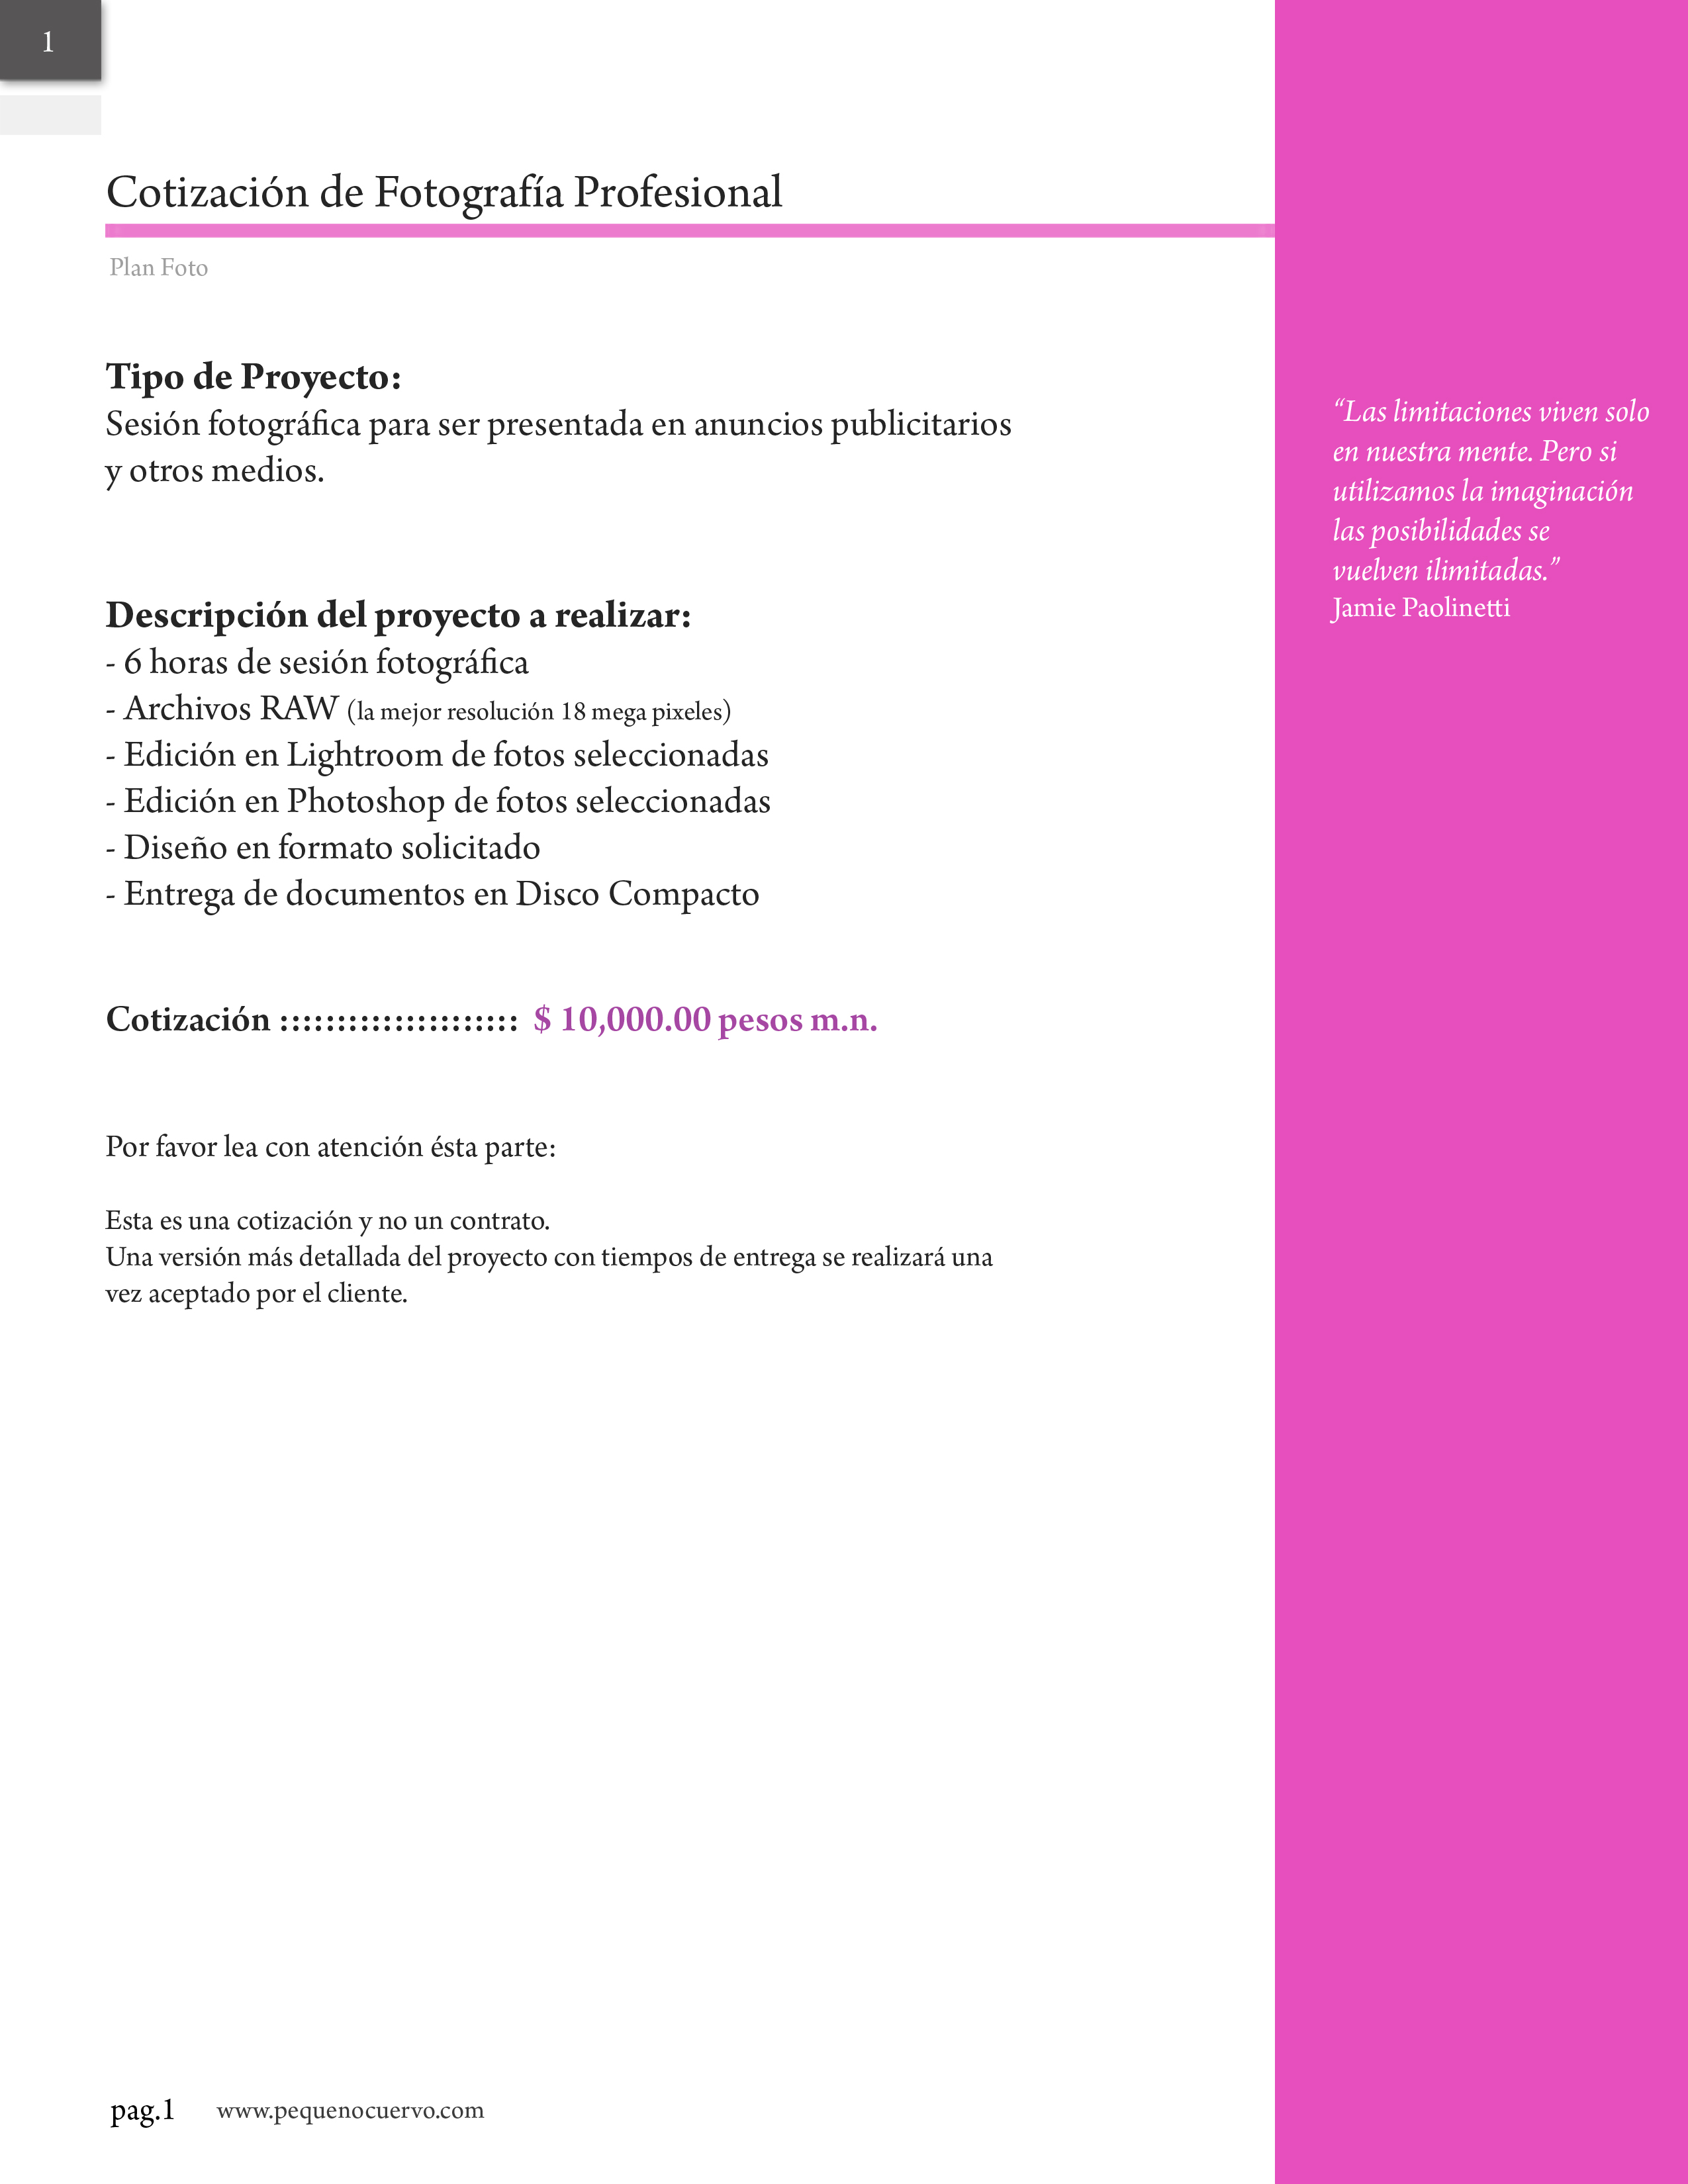 1
Cotización de Fotografía Profesional
Plan Foto
Tipo de Proyecto:
Sesión fotográfica para ser presentada en anuncios publicitarios
y otros medios.
Descripción del proyecto a realizar:
- 6 horas de sesión fotográfica
- Archivos RAW (la mejor resolución 18 mega pixeles)
- Edición en Lightroom de fotos seleccionadas
- Edición en Photoshop de fotos seleccionadas
- Diseño en formato solicitado
- Entrega de documentos en Disco Compacto
Cotización ::::::::::::::::::::: $ 10,000.00 pesos m.n.
Por favor lea con atención ésta parte:
Esta es una cotización y no un contrato.
Una versión más detallada del proyecto con tiempos de entrega se realizará una
vez aceptado por el cliente.
“Las limitaciones viven solo
en nuestra mente. Pero si
utilizamos la imaginación
las posibilidades se
vuelven ilimitadas.”
Jamie Paolinetti
pag.1 www.pequenocuervo.com